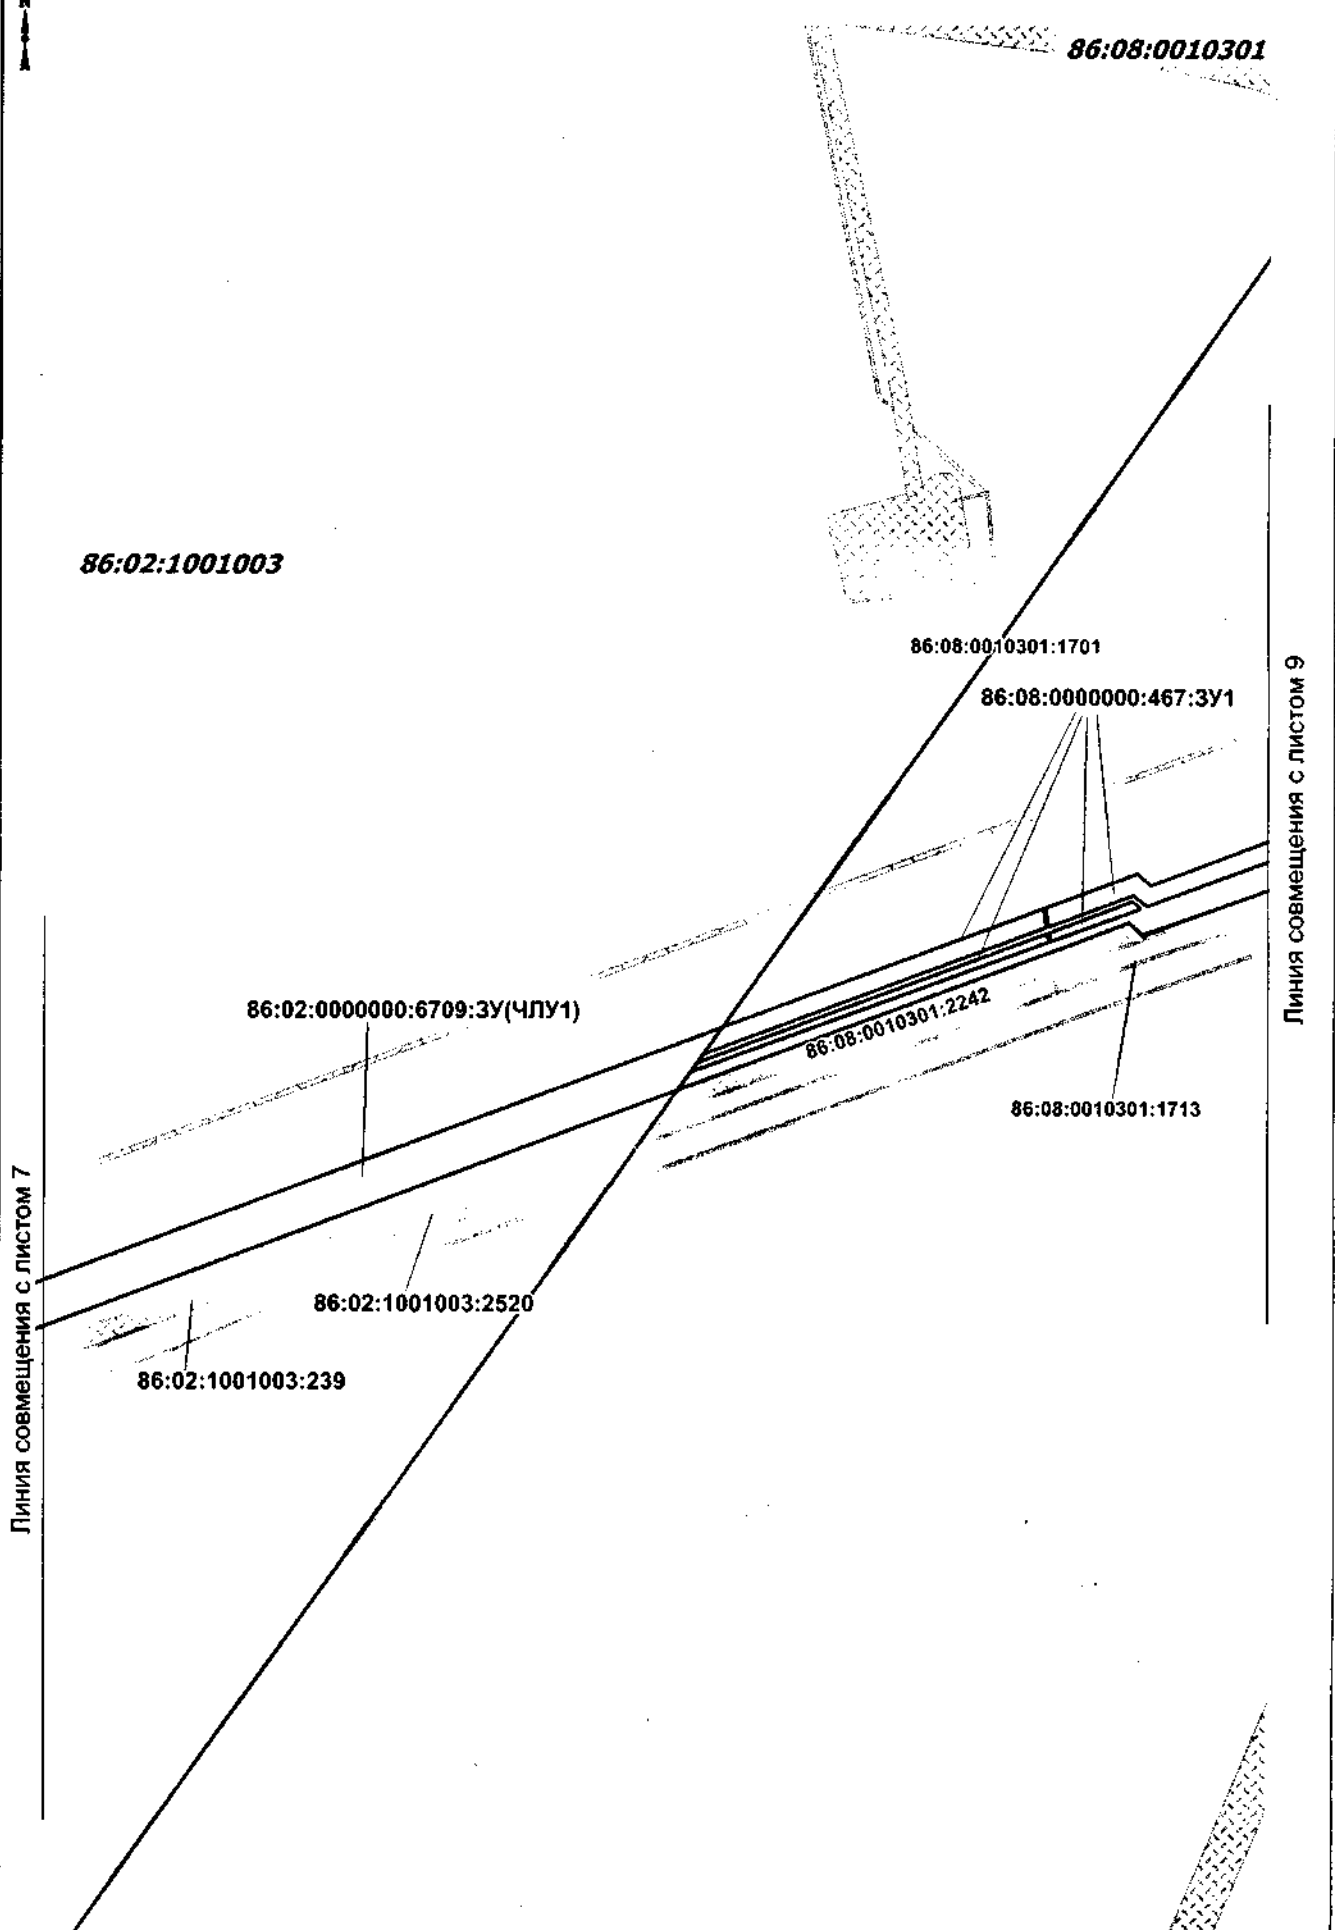 86:08:0010301
86:02:1001003
86:08:0010301:1701
86:08:0000000:467:ЗУ1
Линия совмещения с листом 9
86:02:0000000:6709:ЗУ(ЧЛУ1)
86:08:0010301:2242
86:08:0010301:1713
Линия совмещения с листом 7
86:02:1001003:2520
86:02:1001003:239